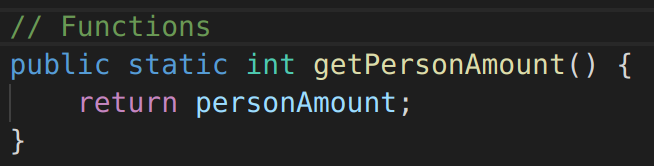 // Functions
public static int getPersonAmount() {
    return personAmount;
}